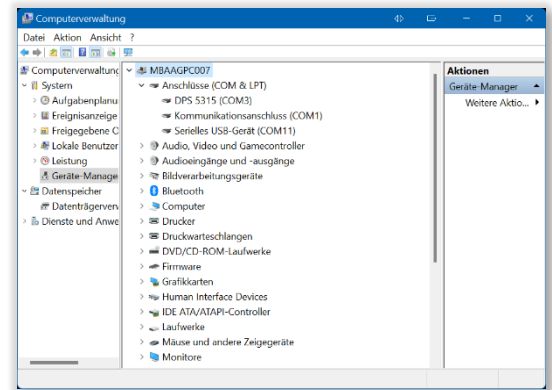 Computerverwaltung
Datei Aktion Ansicht ?
Computerverwaltung
System
Aufgabenplanu
Ereignisanzeige
Freigegebene O
Lokale Benutzer
Leistung
Geräte-Manage
Datenspeicher
Datenträgerverv
Dienste und Anwe
MBAAGPC007
Anschlüsse (COM & LPT)
DPS 5315 (COM3)
Kommunikationsanschluss (COM1)
Serielles USB-Gerät (COM11)
Audio, Video und Gamecontroller
Audioeingänge und -ausgänge
Bildverarbeitungsgeräte
Bluetooth
Computer
Drucker
Druckwarteschlangen
DVD/CD-ROM-Laufwerke
Firmware
Grafikkarten
Human Interface Devices
IDE ATA/ATAPI-Controller
Laufwerke
Mäuse und andere Zeigegeräte
Monitore
Aktionen
Geräte-Manager
Weitere Aktio...